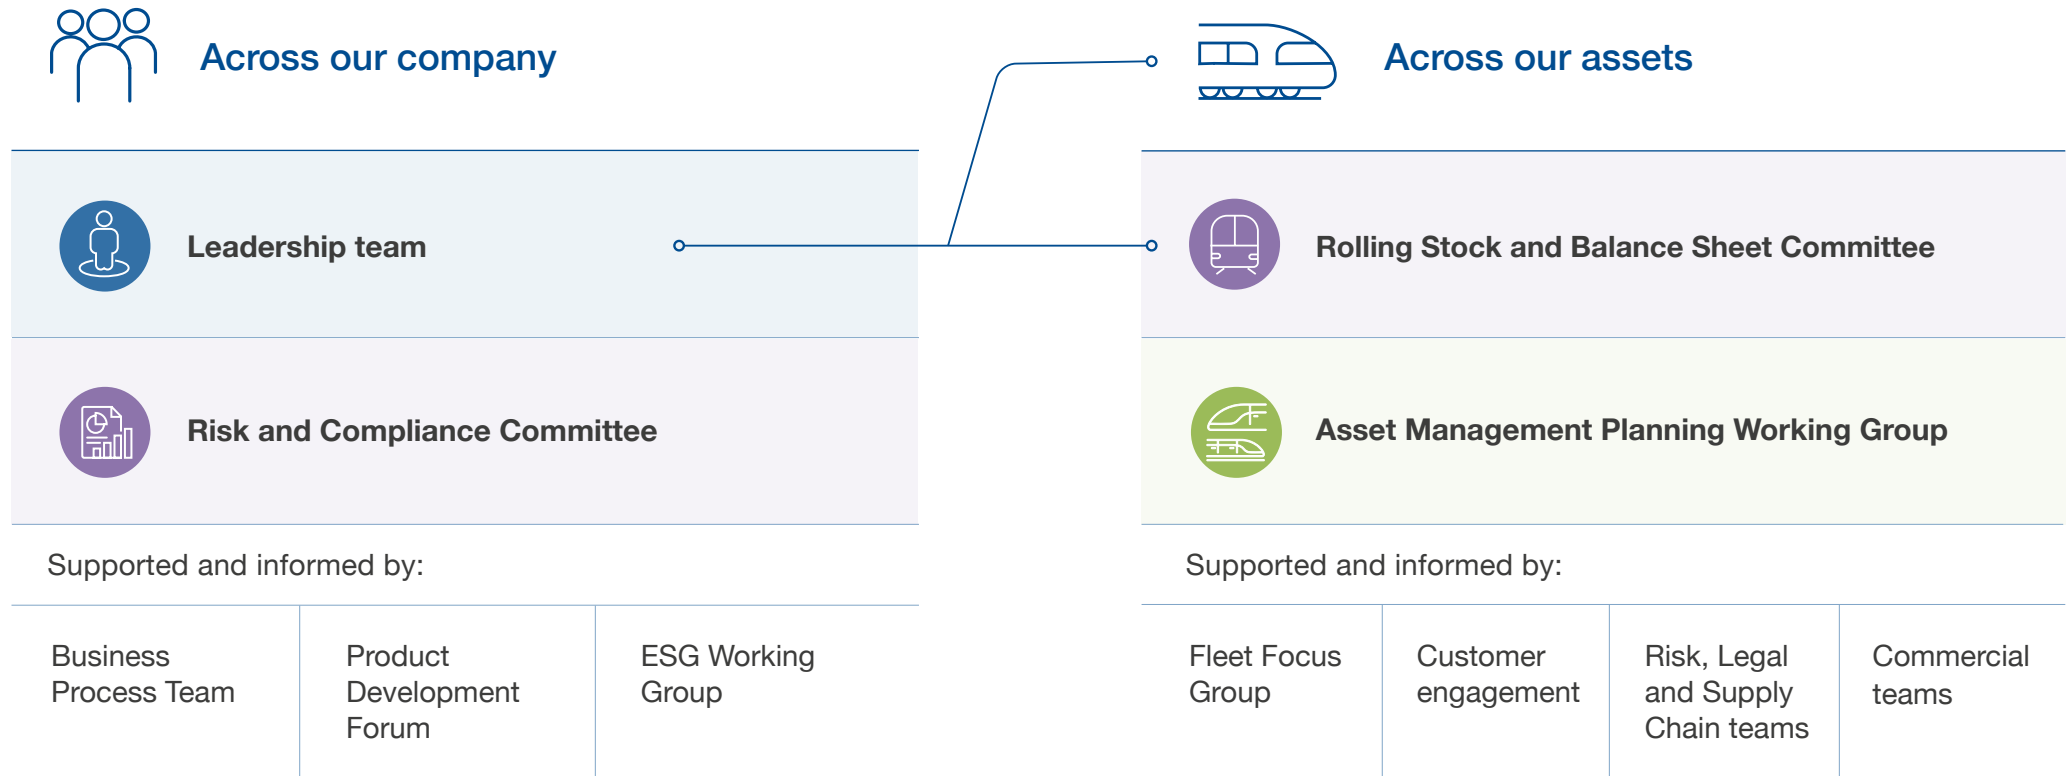 Across our company
Leadership team
Risk and Compliance Committee
Supported and informed by:
Business
Process Team
Product
Development
Forum
ESG Working
Group
Across our assets
Rolling Stock and Balance Sheet Committee
Asset Management Planning Working Group
Supported and informed by:
Fleet Focus
Group
Customer
engagement
Risk, Legal
and Supply
Chain teams
Commercial
teams